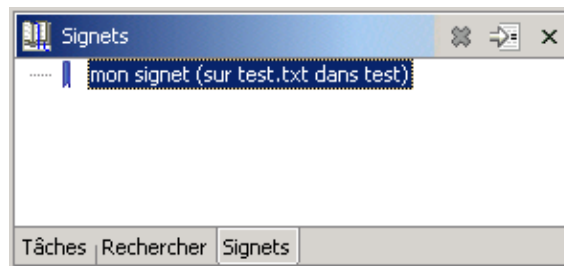 Signets
mon signet (sur test.txt dans test)
Tâches Rechercher Signets